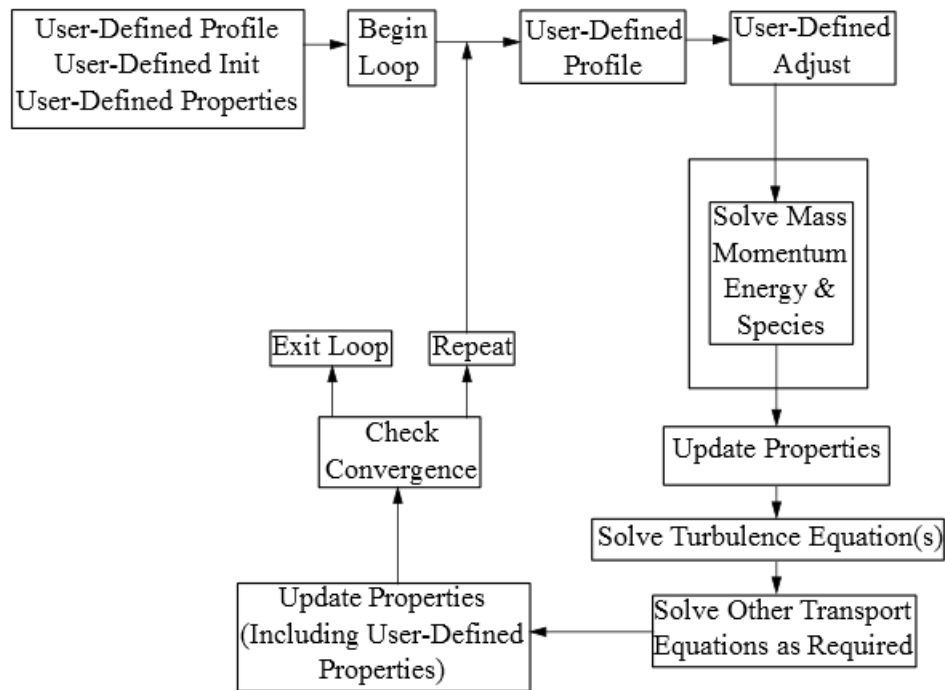 User-Defined Profile
User-Defined Init
User-Defined Properties
Begin
Loop
User-Defined
Profile
User-Defined
Adjust
Solve Mass
Momentum
Energy &
Species
Exit Loop
Repeat
Check
Convergence
Update Properties
Solve Turbulence Equation(s)
Solve Other Transport
Equations as Required
Update Properties
(Including User-Defined
Properties)